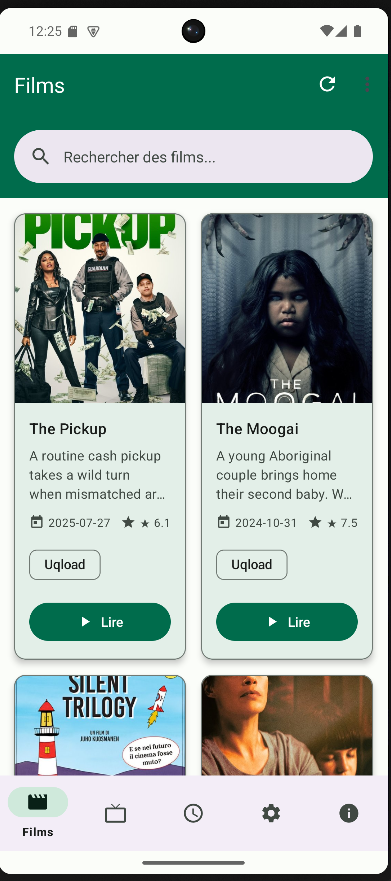 12:25
Films
Rechercher des films...
PICKUP
GUARDIAN
THE
MOOGAI
The Pickup
A routine cash pickup
takes a wild turn
when mismatched ar...
2025-07-27 ★ 6.1
Uqload
Lire
The Moogai
A young Aboriginal
couple brings home
their second baby. W...
2024-10-31 ★ 7.5
Uqload
Lire
SILENT
TRILOGY
UN FILM DI
JUHO KUOSMANEN
E se nel futuro
il cinema fosse
muto?
Films